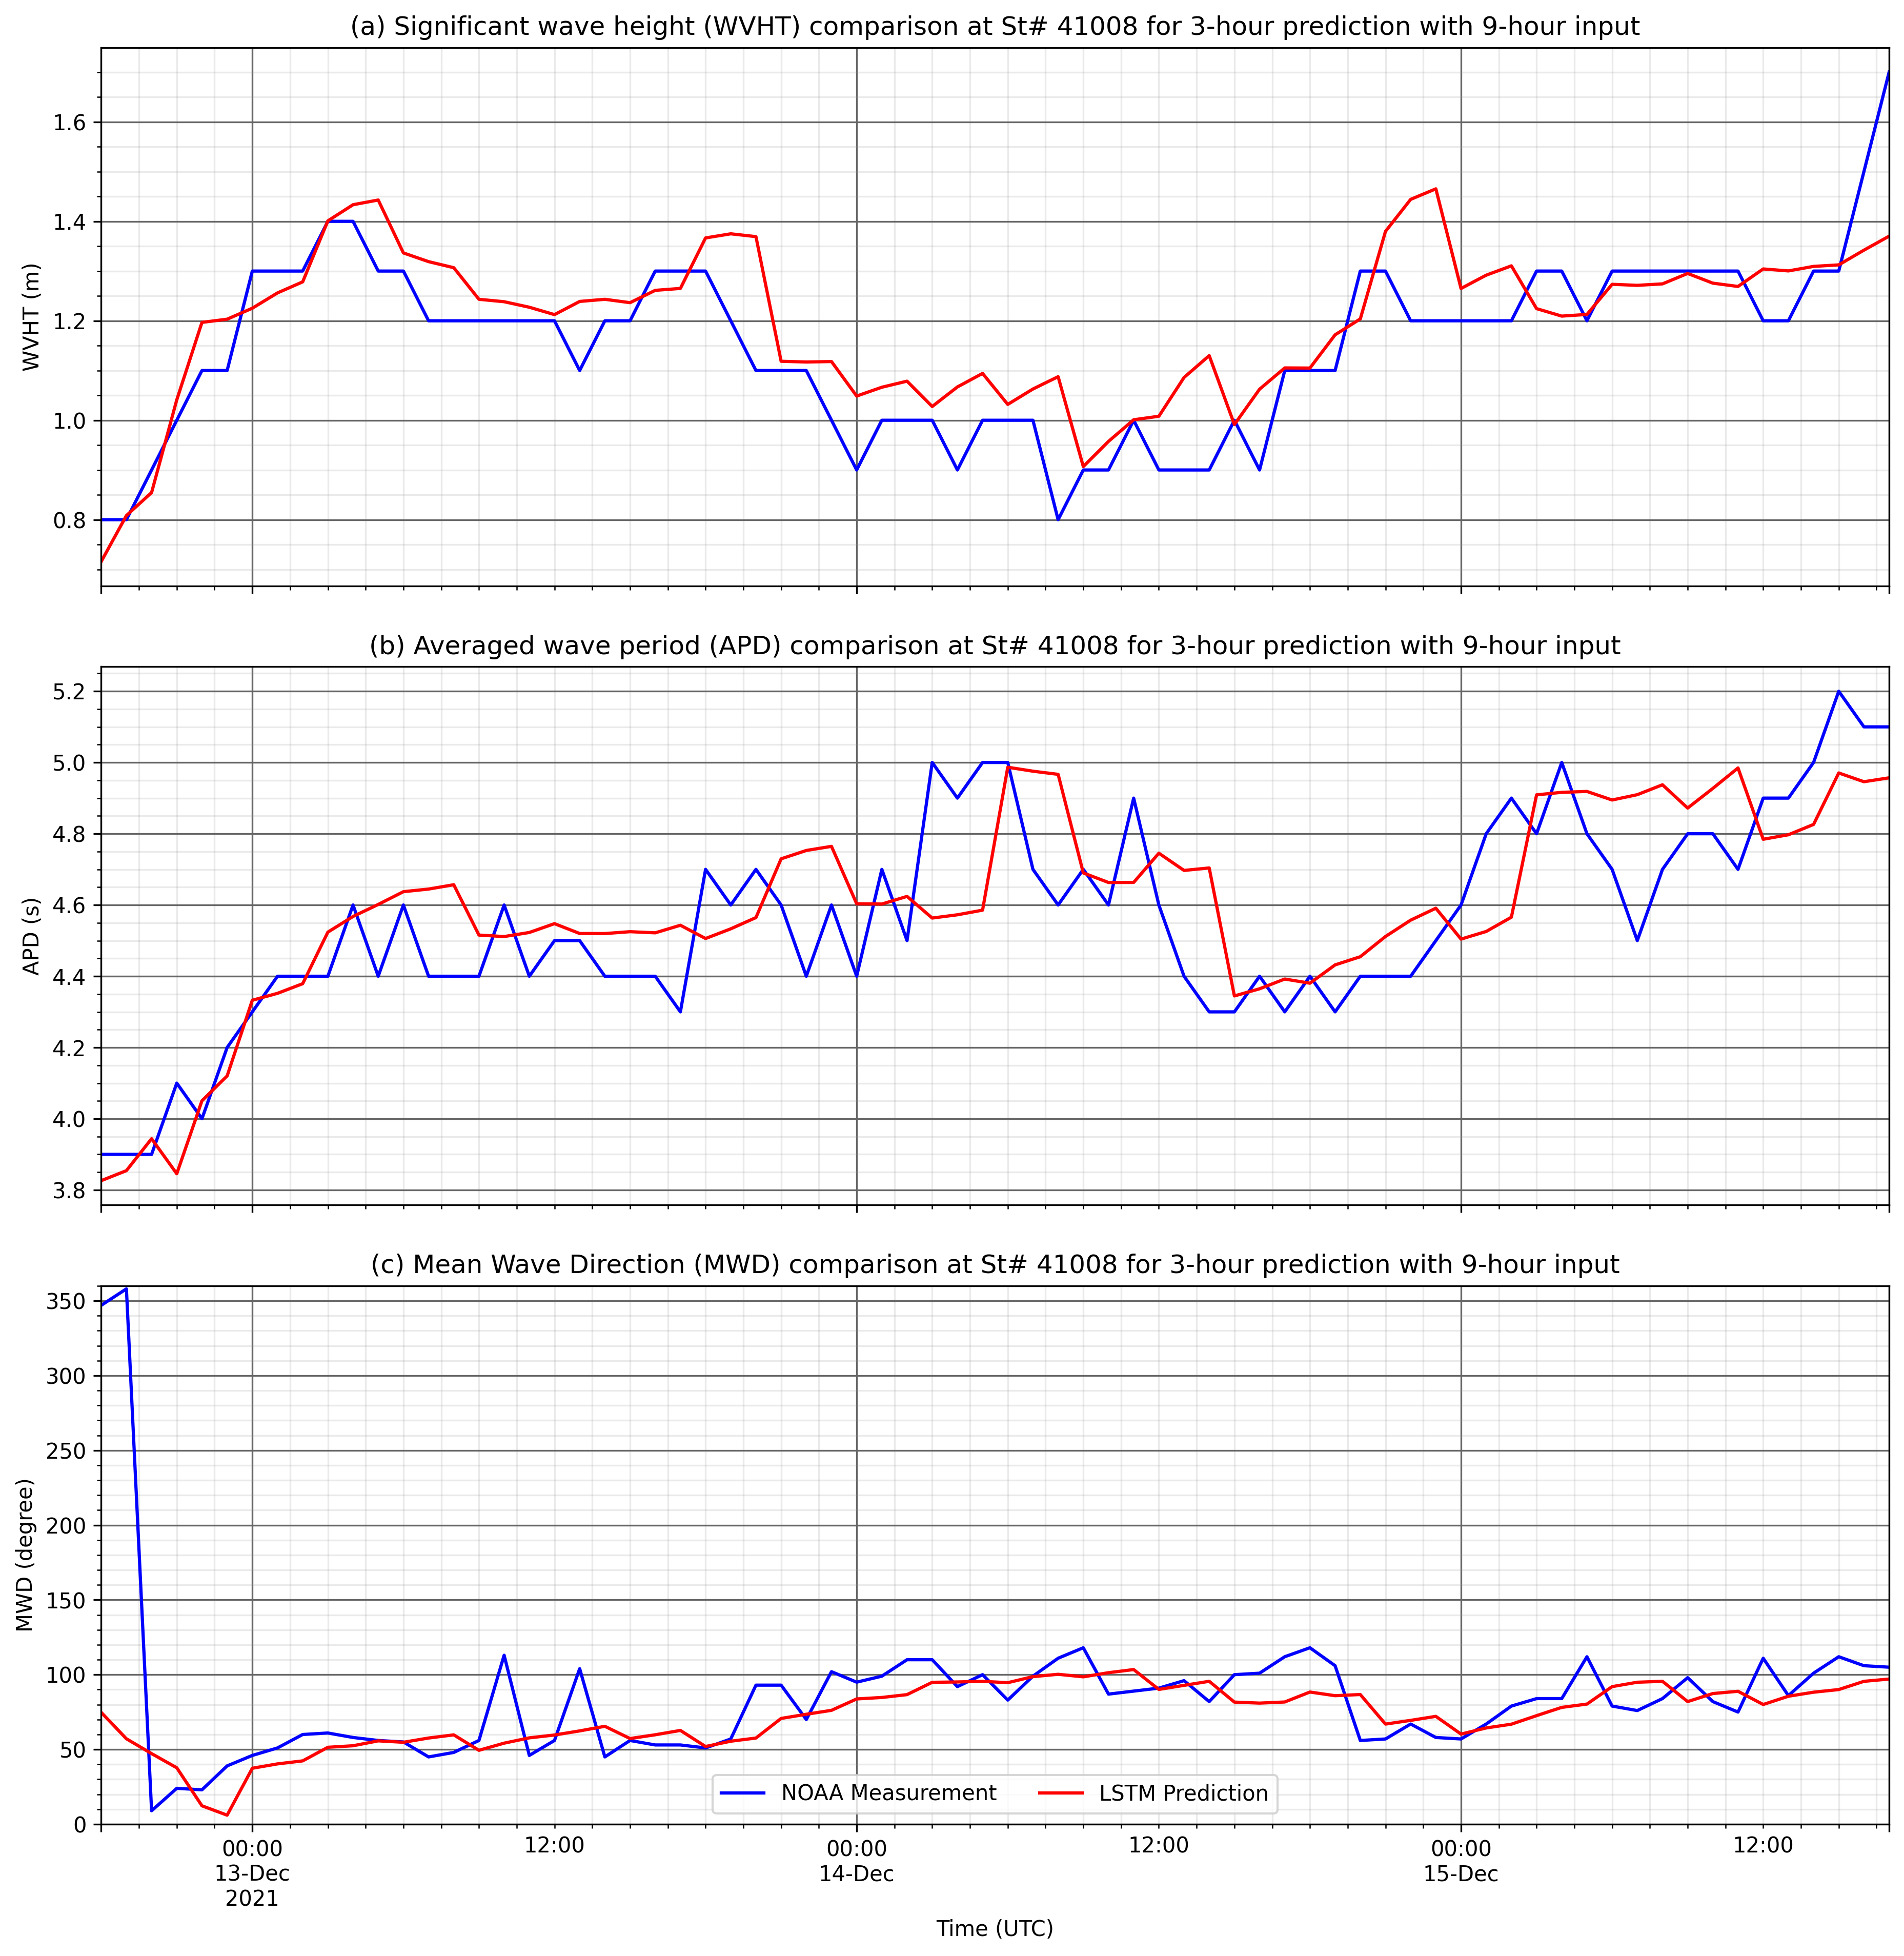 (a) Significant wave height (WVHT) comparison at St# 41008 for 3-hour prediction with 9-hour input
WVHT (m)
1.6
1.4
1.2
1.0
0.8
(b) Averaged wave period (APD) comparison at St# 41008 for 3-hour prediction with 9-hour input
APD (s)
5.2
5.0
4.8
4.6
4.4
4.2
4.0
3.8
(c) Mean Wave Direction (MWD) comparison at St# 41008 for 3-hour prediction with 9-hour input
MWD (degree)
350
300
250
200
150
100
50
0
NOAA Measurement LSTM Prediction
00:00 12:00 00:00 12:00 00:00 12:00
13-Dec 14-Dec 15-Dec
2021
Time (UTC)